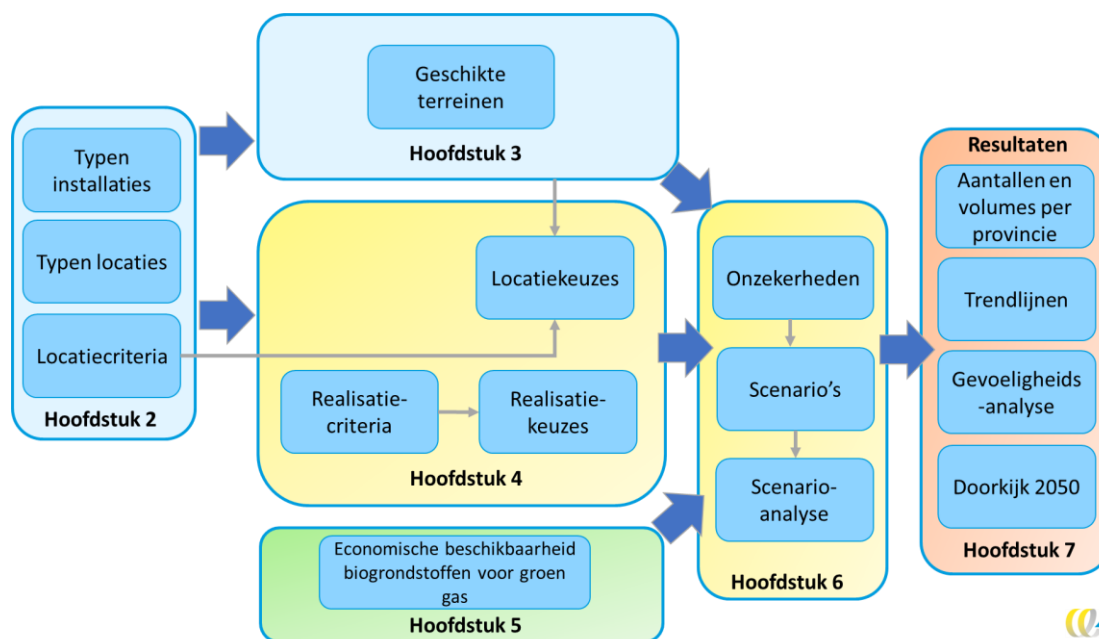 Typen
installaties
Typen locaties
Locatiecriteria
Hoofdstuk 2
Geschikte
terreinen
Hoofdstuk 3
Locatiekeuzes
Realisatie-
criteria
Realisatie-
keuzes
Hoofdstuk 4
Economische beschikbaarheid
biogrondstoffen voor groen
gas
Hoofdstuk 5
Onzekerheden
Scenario's
Scenario-
analyse
Hoofdstuk 6
Resultaten
Aantallen en
volumes per
provincie
Trendlijnen
Gevoeligheids
-analyse
Doorkijk 2050
Hoofdstuk 7